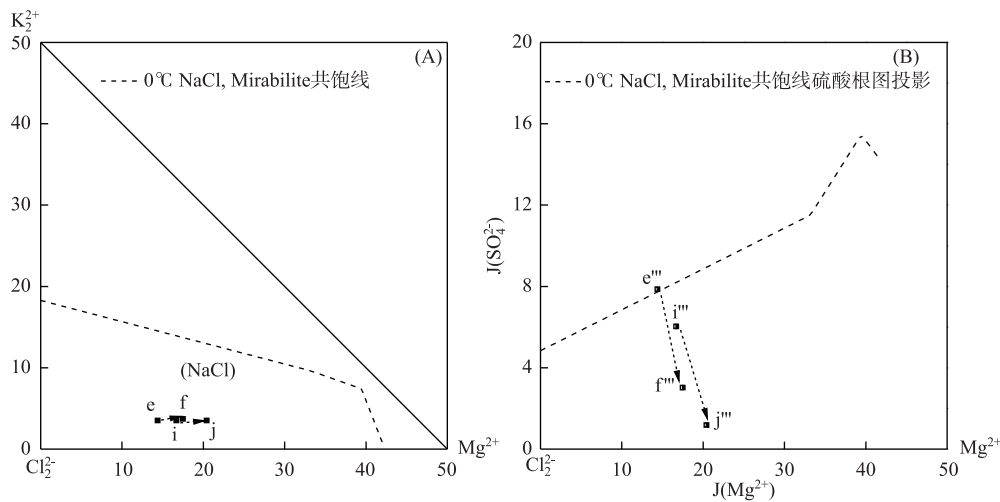 K₂²⁺
50
(A)
---- 0℃ NaCl, Mirabilite共饱线
40
30
20
10
(NaCl)
e
f
i
j
0
Cl₂²⁻
10
20
30
40
50
Mg²⁺
20
(B)
---- 0℃ NaCl, Mirabilite共饱线硫酸根图投影
16
12
J(SO₄²⁻)
8
e'''
i'''
4
f'''
j'''
0
Cl₂²⁻
10
20
30
40
50
Mg²⁺
J(Mg²⁺)